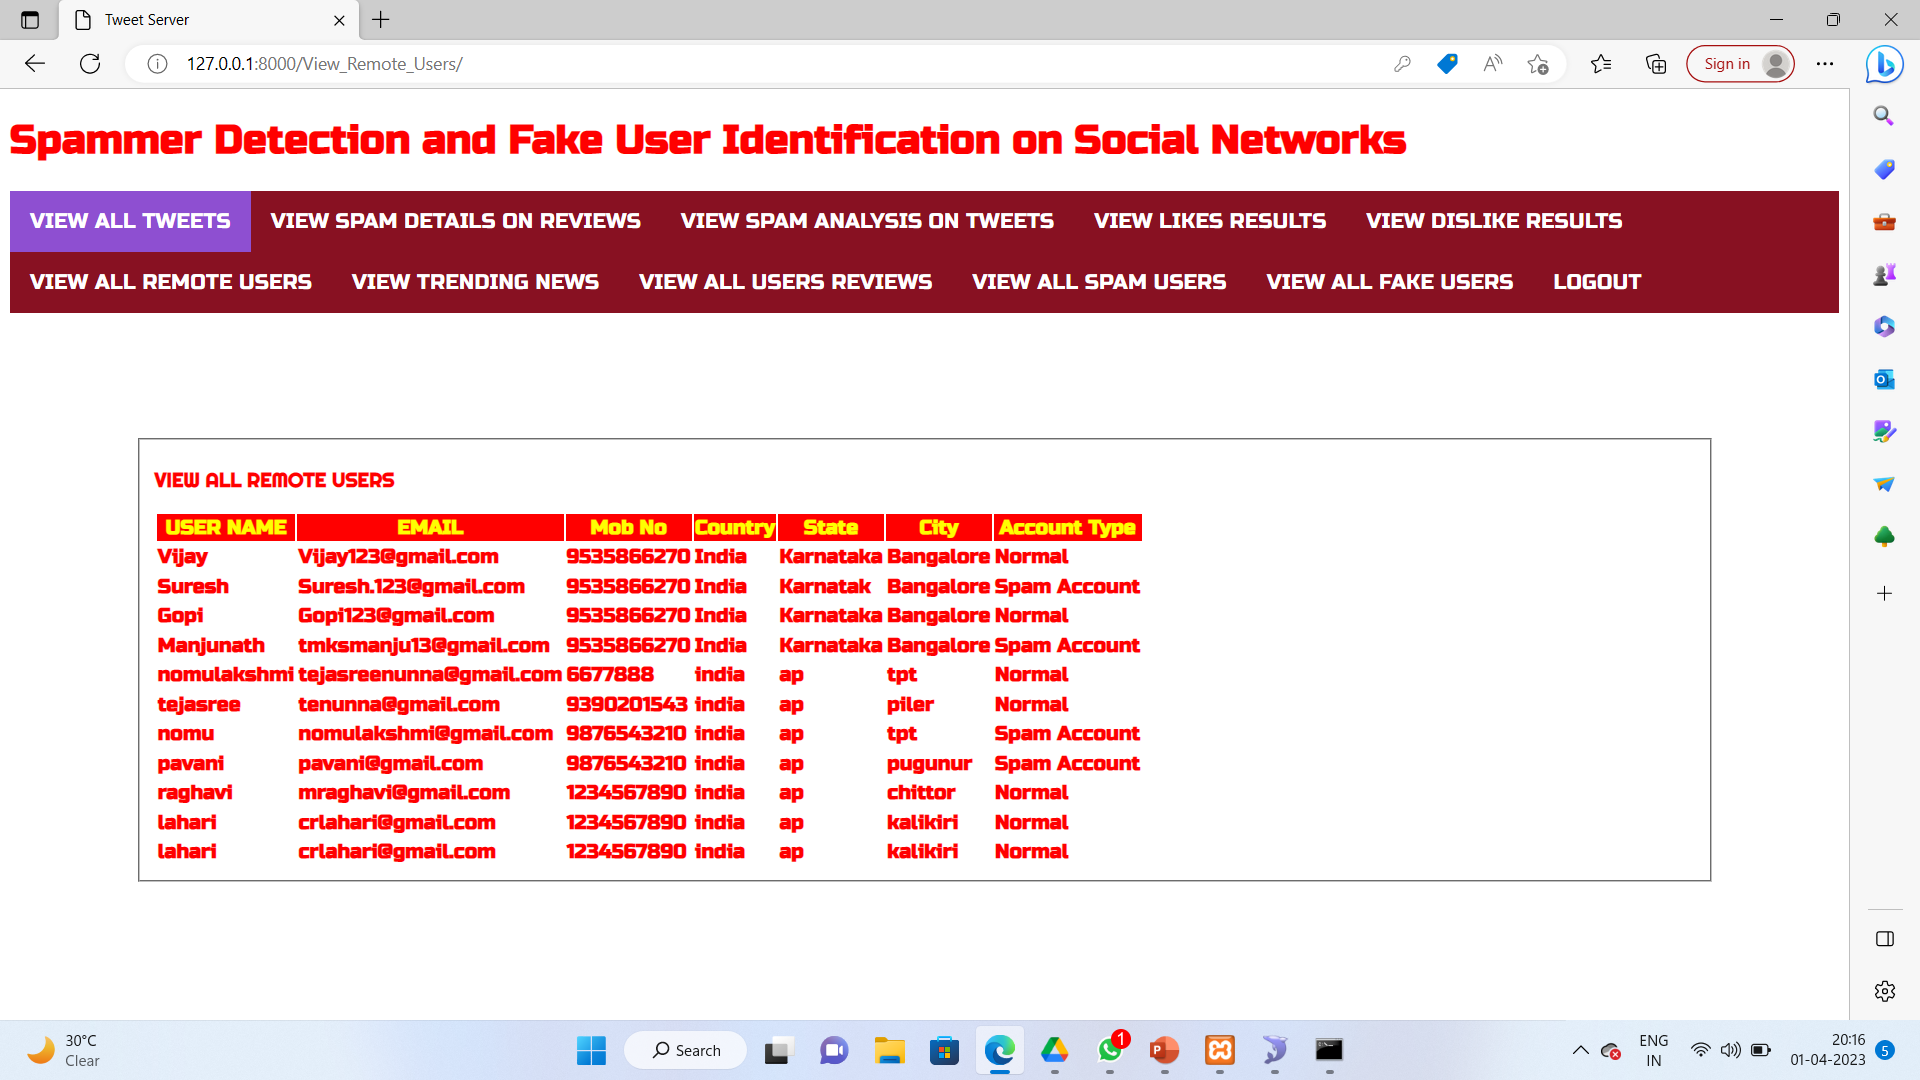 Tweet Server
127.0.0.1:8000/View_Remote_Users/
Sign in
Spammer Detection and Fake User Identification on Social Networks
VIEW ALL TWEETS VIEW SPAM DETAILS ON REVIEWS VIEW SPAM ANALYSIS ON TWEETS VIEW LIKES RESULTS VIEW DISLIKE RESULTS
VIEW ALL REMOTE USERS VIEW TRENDING NEWS VIEW ALL USERS REVIEWS VIEW ALL SPAM USERS VIEW ALL FAKE USERS LOGOUT
VIEW ALL REMOTE USERS
USER NAME EMAIL Mob No Country State City Account Type
Vijay Vijay123@gmail.com 9535866270 India Karnataka Bangalore Normal
Suresh Suresh.123@gmail.com 9535866270 India Karnatak Bangalore Spam Account
Gopi Gopi123@gmail.com 9535866270 India Karnataka Bangalore Normal
Manjunath tmksmanju13@gmail.com 9535866270 India Karnataka Bangalore Spam Account
nomulakshmi tejasreenunna@gmail.com 6677888 india ap tpt Normal
tejasree tenunna@gmail.com 9390201543 india ap piler Normal
nomu nomulakshmi@gmail.com 9876543210 india ap tpt Spam Account
pavani pavani@gmail.com 9876543210 india ap pugunur Spam Account
raghavi mraghavi@gmail.com 1234567890 india ap chittor Normal
lahari crlahari@gmail.com 1234567890 india ap kalikiri Normal
lahari crlahari@gmail.com 1234567890 india ap kalikiri Normal
30°C
Clear
Search
1
ENG
IN
20:16
01-04-2023
5